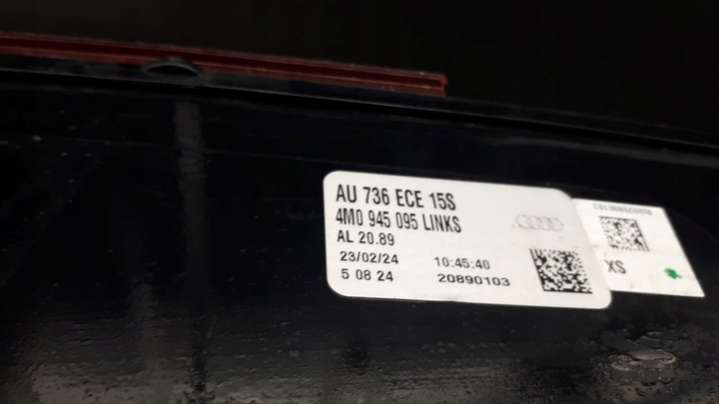 AU 736 ECE 15S
4M0 945 095 LINKS
AL 20.89
23/02/24 10:45:40
5 08 24 20890103
XS